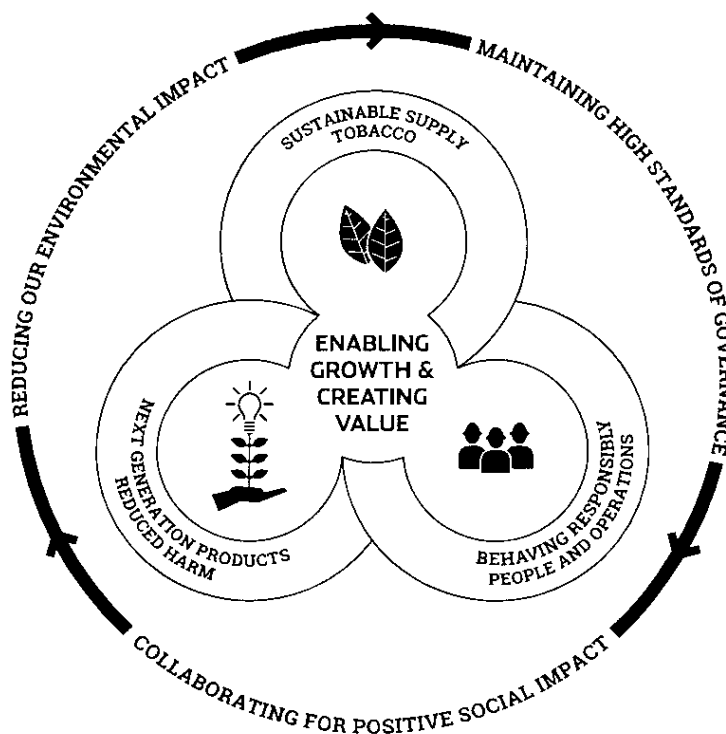 REDUCING OUR ENVIRONMENTAL IMPACT
MAINTAINING HIGH STANDARDS OF GOVERNANCE
COLLABORATING FOR POSITIVE SOCIAL IMPACT
SUSTAINABLE SUPPLY
TOBACCO
ENABLING
GROWTH &
CREATING
VALUE
NEXT GENERATION PRODUCTS
REDUCED HARM
BEHAVING RESPONSIBLY
PEOPLE AND OPERATIONS